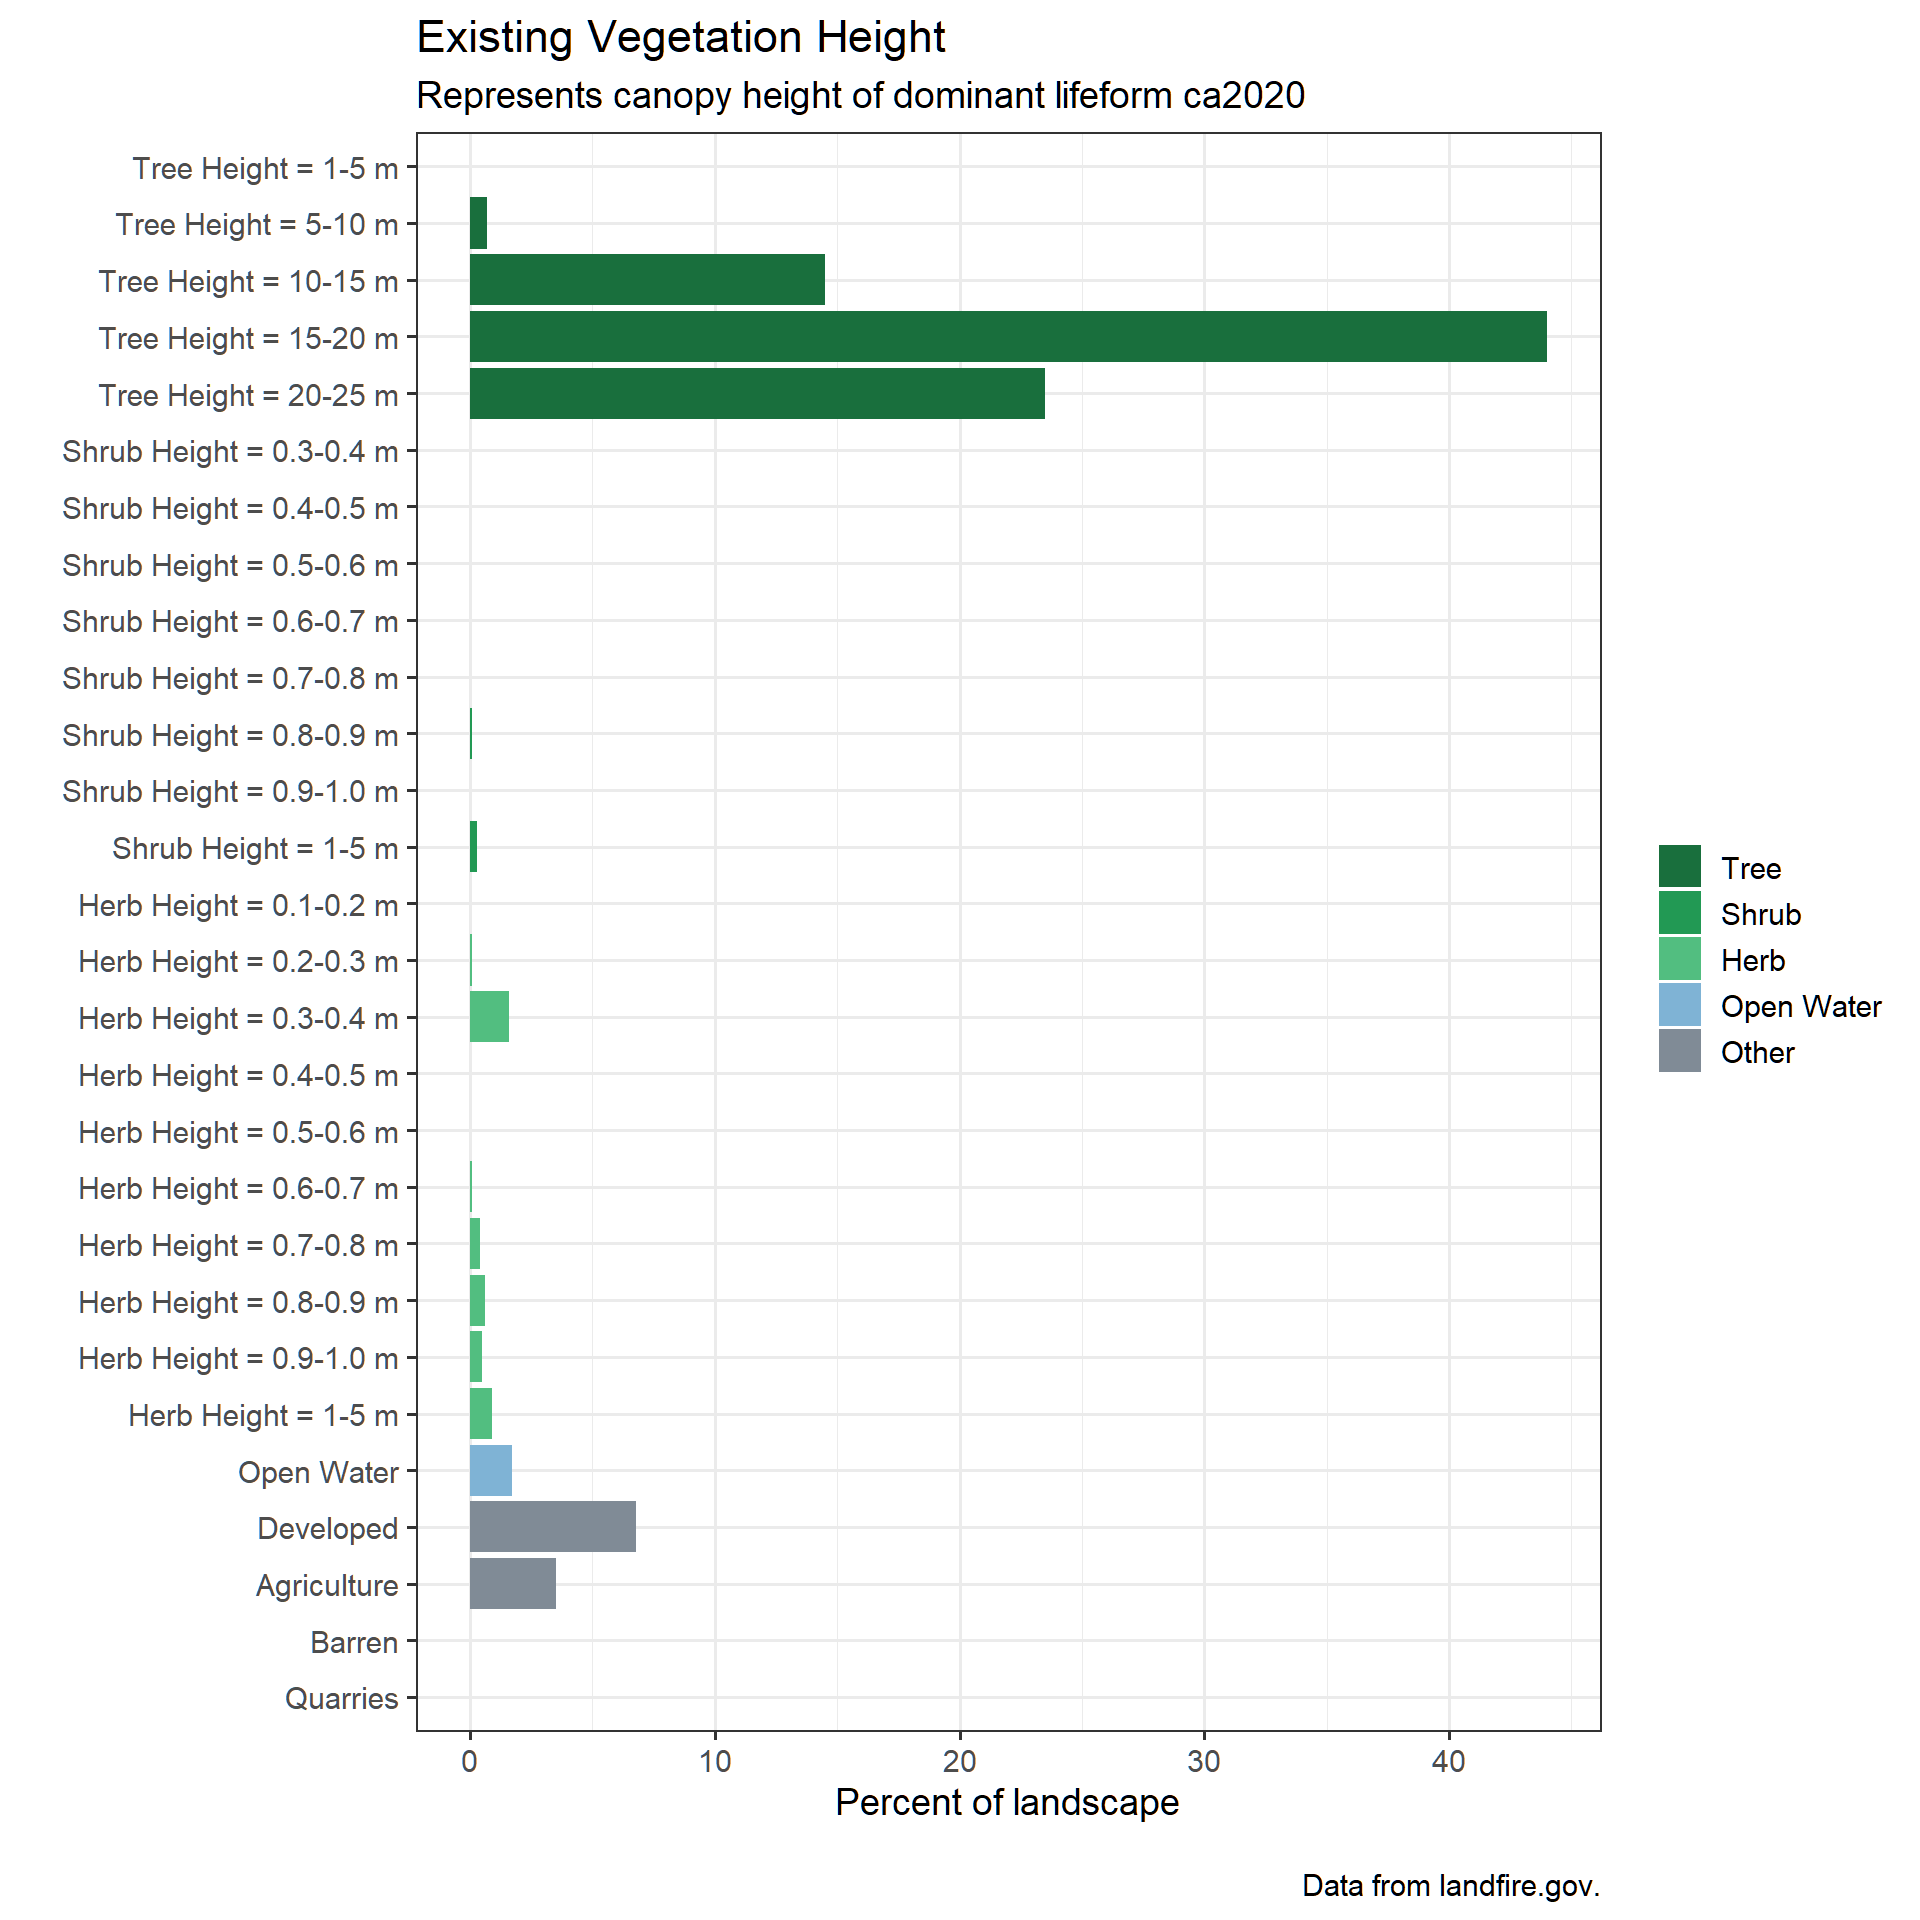 Existing Vegetation Height
Represents canopy height of dominant lifeform ca2020
Tree Height = 1-5 m
Tree Height = 5-10 m
Tree Height = 10-15 m
Tree Height = 15-20 m
Tree Height = 20-25 m
Shrub Height = 0.3-0.4 m
Shrub Height = 0.4-0.5 m
Shrub Height = 0.5-0.6 m
Shrub Height = 0.6-0.7 m
Shrub Height = 0.7-0.8 m
Shrub Height = 0.8-0.9 m
Shrub Height = 0.9-1.0 m
Shrub Height = 1-5 m
Herb Height = 0.1-0.2 m
Herb Height = 0.2-0.3 m
Herb Height = 0.3-0.4 m
Herb Height = 0.4-0.5 m
Herb Height = 0.5-0.6 m
Herb Height = 0.6-0.7 m
Herb Height = 0.7-0.8 m
Herb Height = 0.8-0.9 m
Herb Height = 0.9-1.0 m
Herb Height = 1-5 m
Open Water
Developed
Agriculture
Barren
Quarries
0 10 20 30 40
Percent of landscape
Tree
Shrub
Herb
Open Water
Other
Data from landfire.gov.